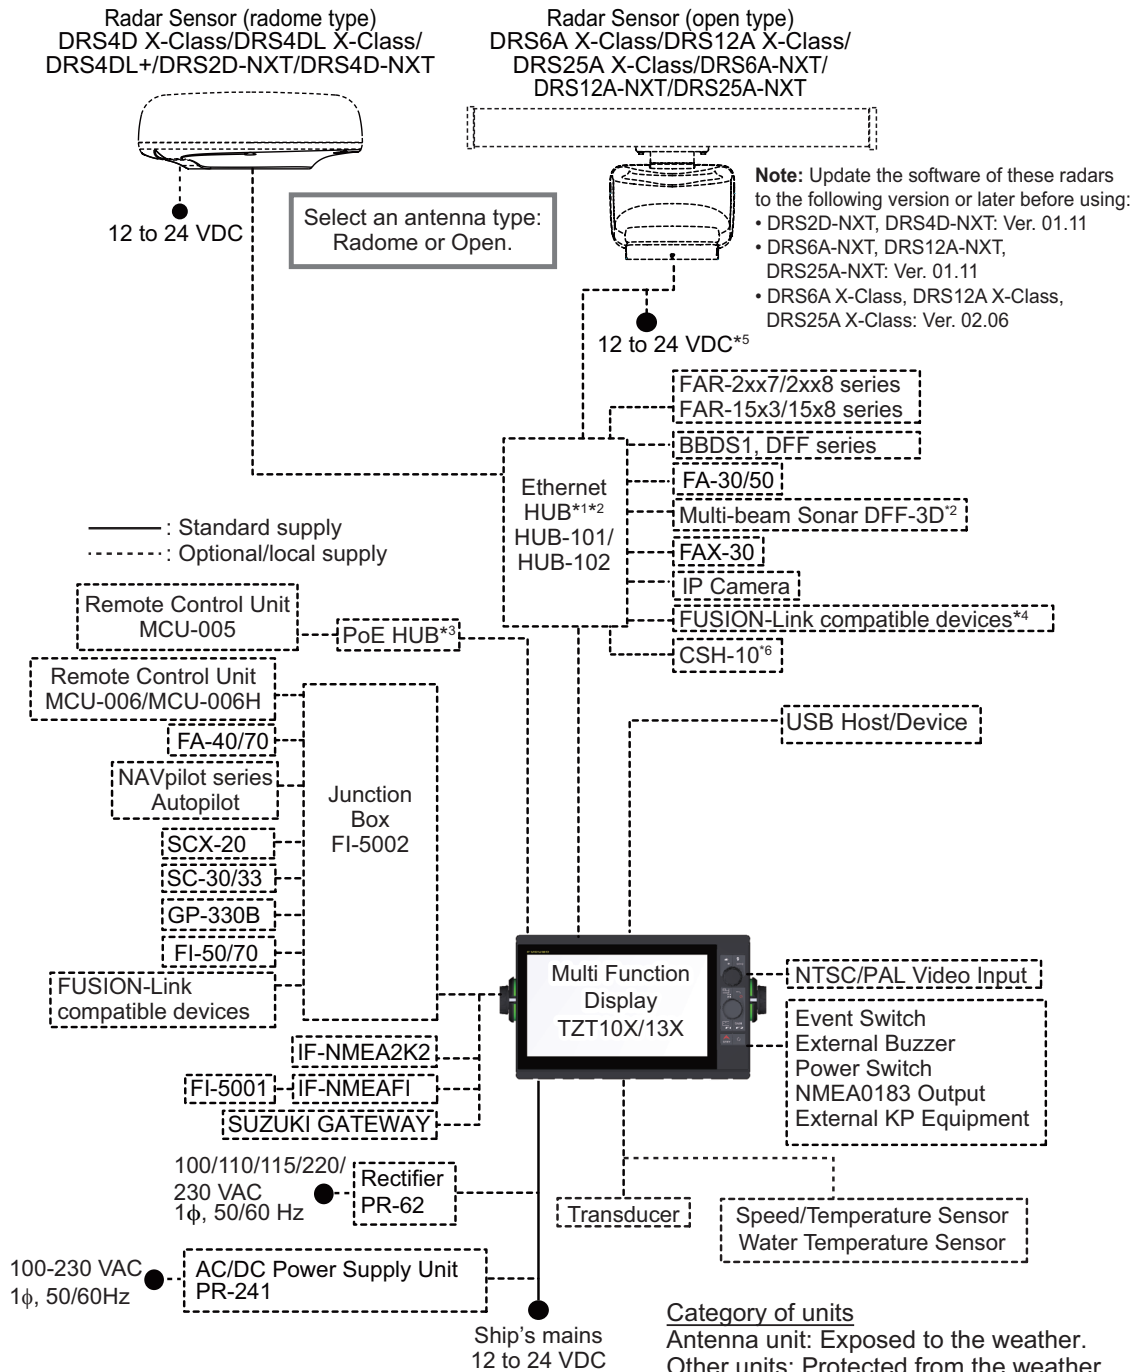 Radar Sensor (radome type)
DRS4D X-Class/DRS4DL X-Class/
DRS4DL+/DRS2D-NXT/DRS4D-NXT
Radar Sensor (open type)
DRS6A X-Class/DRS12A X-Class/
DRS25A X-Class/DRS6A-NXT/
DRS12A-NXT/DRS25A-NXT
12 to 24 VDC
Select an antenna type:
Radome or Open.
Note: Update the software of these radars
to the following version or later before using:
• DRS2D-NXT, DRS4D-NXT: Ver. 01.11
• DRS6A-NXT, DRS12A-NXT,
DRS25A-NXT: Ver. 01.11
• DRS6A X-Class, DRS12A X-Class,
DRS25A X-Class: Ver. 02.06
12 to 24 VDC*5
FAR-2xx7/2xx8 series
FAR-15x3/15x8 series
BBDS1, DFF series
FA-30/50
Multi-beam Sonar DFF-3D*2
FAX-30
IP Camera
FUSION-Link compatible devices*4
CSH-10*6
Ethernet
HUB*1*2
HUB-101/
HUB-102
: Standard supply
: Optional/local supply
Remote Control Unit
MCU-005
PoE HUB*3
Remote Control Unit
MCU-006/MCU-006H
FA-40/70
NAVpilot series
Autopilot
SCX-20
SC-30/33
GP-330B
FI-50/70
FUSION-Link
compatible devices
Junction
Box
FI-5002
USB Host/Device
Multi Function
Display
TZT10X/13X
NTSC/PAL Video Input
Event Switch
External Buzzer
Power Switch
NMEA0183 Output
External KP Equipment
IF-NMEA2K2
FI-5001
IF-NMEAFI
SUZUKI GATEWAY
100/110/115/220/
230 VAC
1ϕ, 50/60 Hz
Rectifier
PR-62
Transducer
Speed/Temperature Sensor
Water Temperature Sensor
100-230 VAC
1ϕ, 50/60Hz
AC/DC Power Supply Unit
PR-241
Ship's mains
12 to 24 VDC
Category of units
Antenna unit: Exposed to the weather.
Other units: Protected from the weather